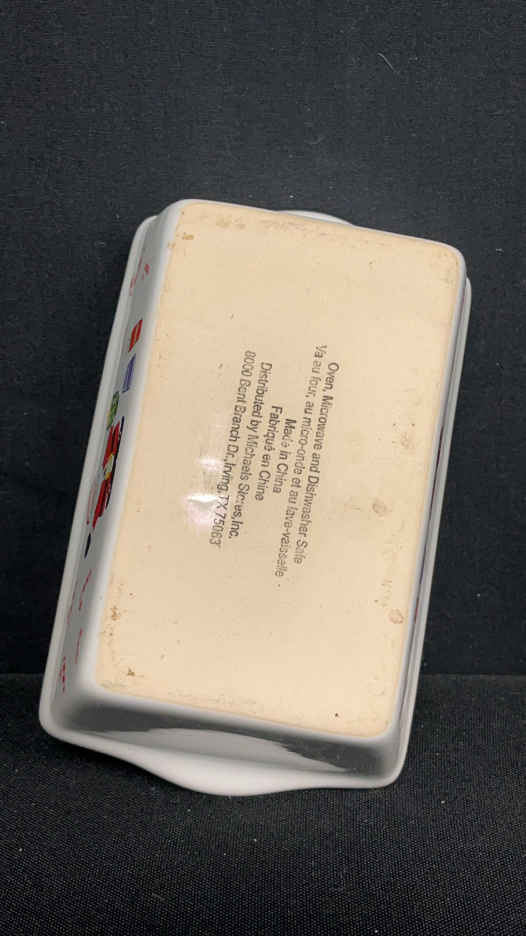 Oven, Microwave and Dishwasher Safe
Va au four, au micro-onde et au lave-vaisselle.
Made in China
Fabriqué en Chine
Distributed by Michaels Stores, Inc.
8000 Bent Branch Dr., Irving, TX 75063